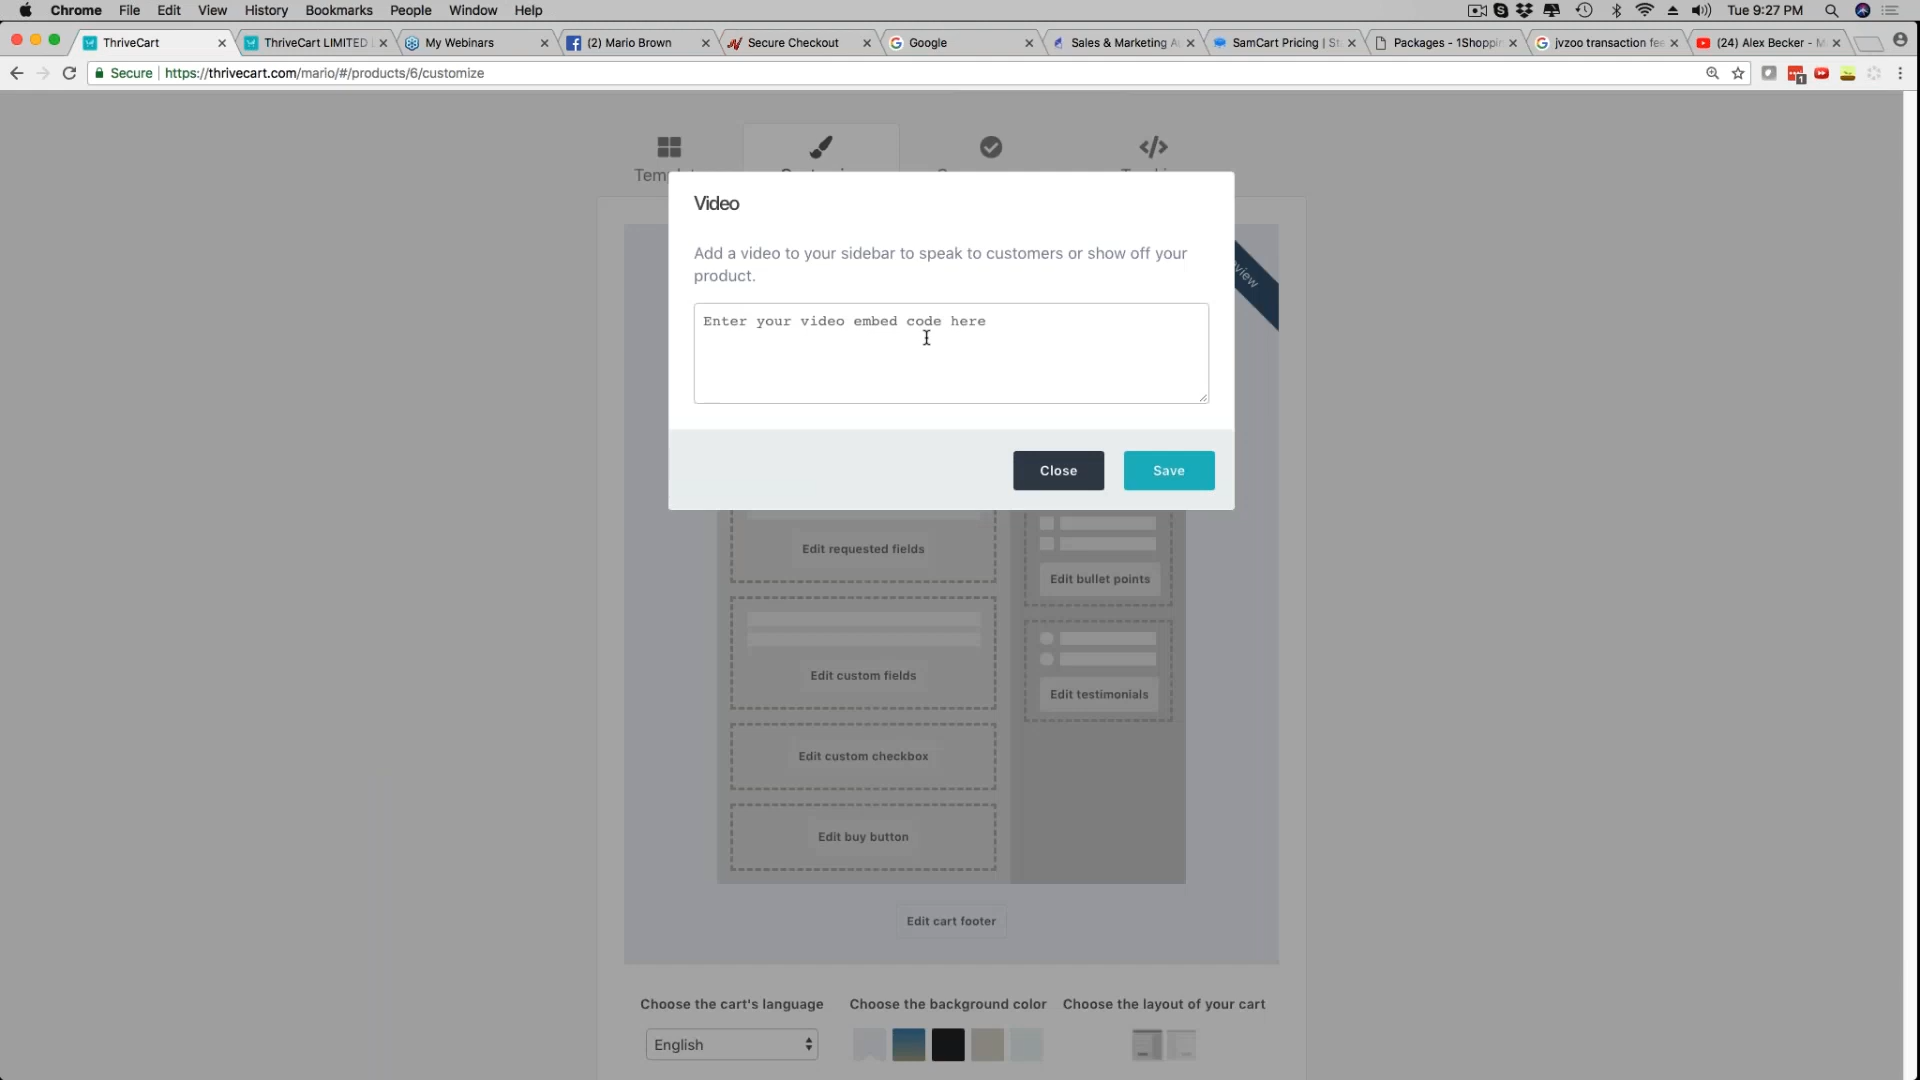 Chrome File Edit View History Bookmarks People Window Help Tue 9:27 PM
ThriveCart ThriveCart LIMITED My Webinars (2) Mario Brown Secure Checkout Google Sales & Marketing SamCart Pricing | St Packages - 1Shoppin jvzoo transaction fee (24) Alex Becker - M
Secure https://thrivecart.com/mario/#/products/6/customize 1
Video
Add a video to your sidebar to speak to customers or show off your
product.
Enter your video embed code here
Close Save
Edit requested fields
Edit bullet points
Edit custom fields
Edit testimonials
Edit custom checkbox
Edit buy button
Edit cart footer
Choose the cart's language Choose the background color Choose the layout of your cart
English